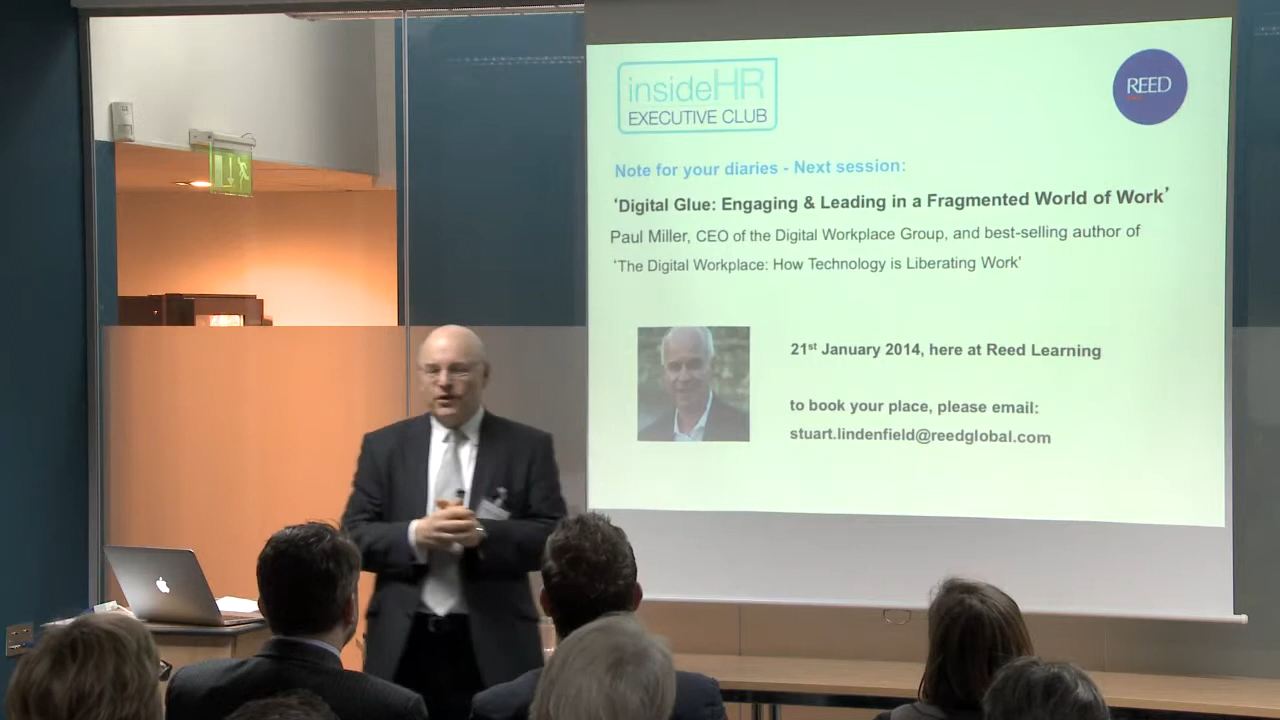 insideHR
EXECUTIVE CLUB
REED
Note for your diaries - Next session:
‘Digital Glue: Engaging & Leading in a Fragmented World of Work’
Paul Miller, CEO of the Digital Workplace Group, and best-selling author of
‘The Digital Workplace: How Technology is Liberating Work’
21st January 2014, here at Reed Learning
to book your place, please email:
stuart.lindenfield@reedglobal.com